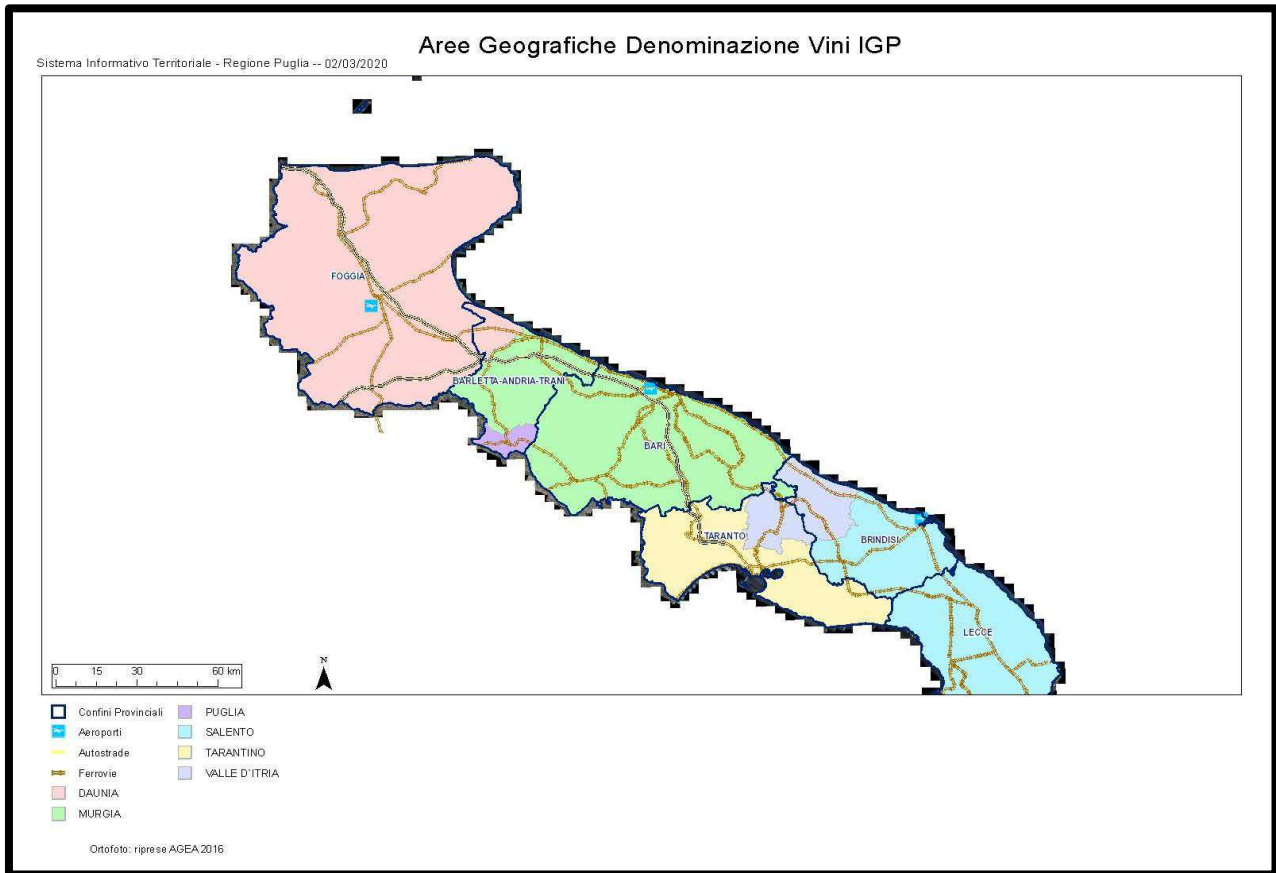 Aree Geografiche Denominazione Vini IGP
Sistema Informativo Territoriale - Regione Puglia -- 02/03/2020
FOGGIA
BARLETTA-ANDRIA-TRANI
BARI
TARANTO
BRINDISI
LECCE
0 15 30 60 km
N
Confini Provinciali
Aeroporti
Autostrade
Ferrovie
DAUNIA
MURGIA
PUGLIA
SALENTO
TARANTINO
VALLE D'ITRIA
Ortofoto: riprese AGEA 2016